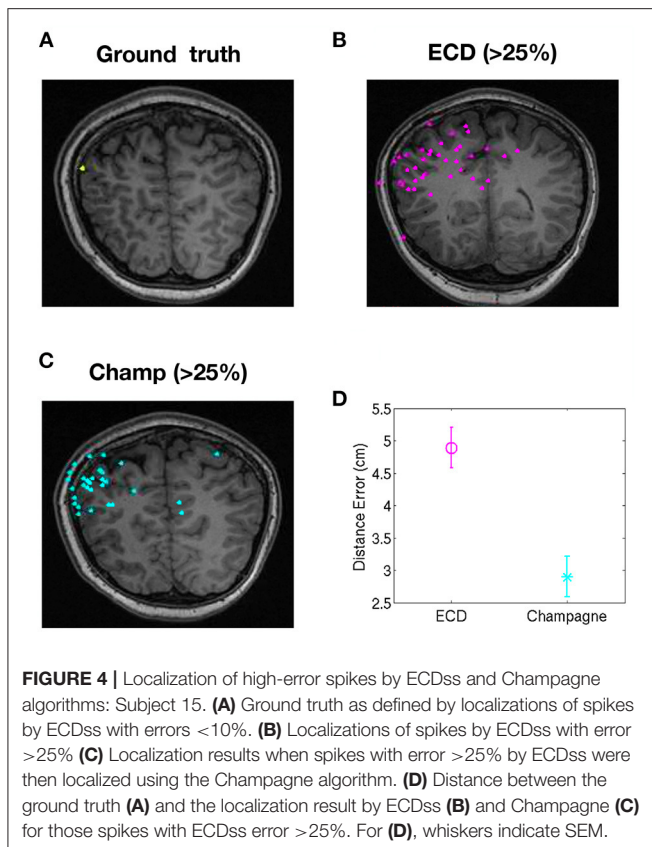 A
Ground truth
B
ECD (>25%)
C
Champ (>25%)
D
5.5
5
4.5
4
3.5
3
2.5
Distance Error (cm)
ECD
Champagne
FIGURE 4 | Localization of high-error spikes by ECDss and Champagne
algorithms: Subject 15. (A) Ground truth as defined by localizations of spikes
by ECDss with errors <10%. (B) Localizations of spikes by ECDss with error
>25% (C) Localization results when spikes with error >25% by ECDss were
then localized using the Champagne algorithm. (D) Distance between the
ground truth (A) and the localization result by ECDss (B) and Champagne (C)
for those spikes with ECDss error >25%. For (D), whiskers indicate SEM.